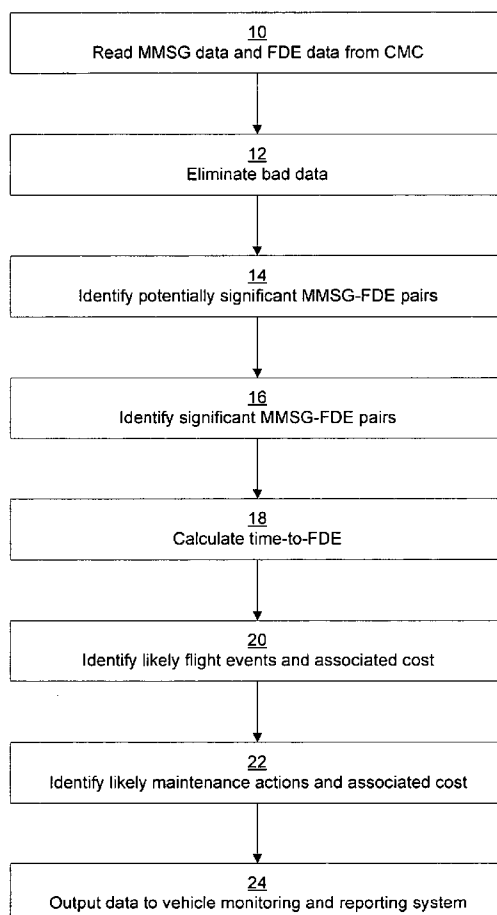 10
Read MMSG data and FDE data from CMC
12
Eliminate bad data
14
Identify potentially significant MMSG-FDE pairs
16
Identify significant MMSG-FDE pairs
18
Calculate time-to-FDE
20
Identify likely flight events and associated cost
22
Identify likely maintenance actions and associated cost
24
Output data to vehicle monitoring and reporting system